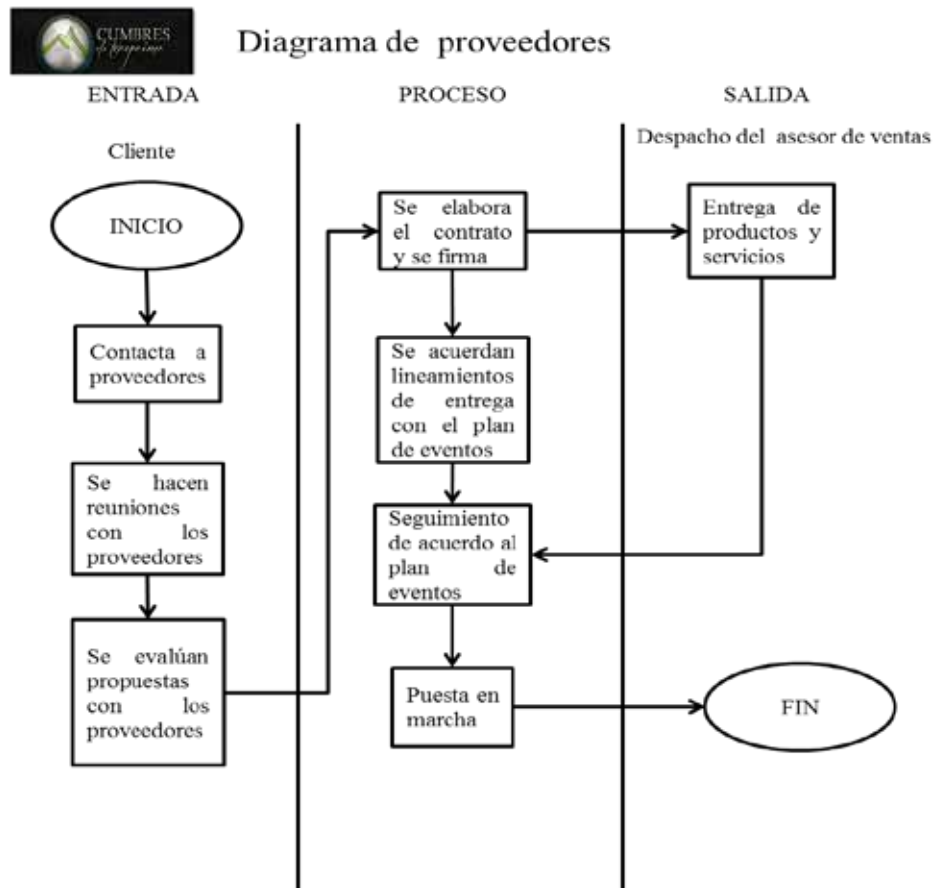 CUMBRES
Diagrama de proveedores
ENTRADA
PROCESO
SALIDA
Cliente
Despacho del asesor de ventas
INICIO
Contacta a
proveedores
Se hacen
reuniones
con los
proveedores
Se evalúan
propuestas
con los
proveedores
Se elabora
el contrato
y se firma
Se acuerdan
lineamientos
de entrega
con el plan
de eventos
Seguimiento
de acuerdo al
plan de
eventos
Puesta en
marcha
Entrega de
productos y
servicios
FIN